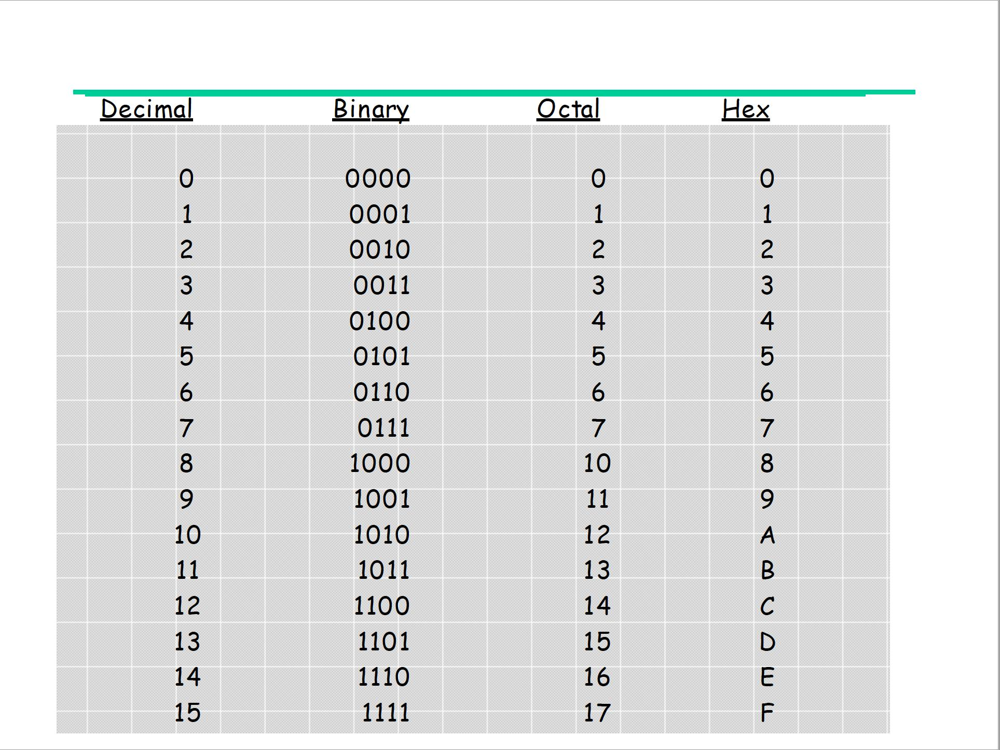 Decimal Binary Octal Hex
0 0000 0 0
1 0001 1 1
2 0010 2 2
3 0011 3 3
4 0100 4 4
5 0101 5 5
6 0110 6 6
7 0111 7 7
8 1000 10 8
9 1001 11 9
10 1010 12 A
11 1011 13 B
12 1100 14 C
13 1101 15 D
14 1110 16 E
15 1111 17 F